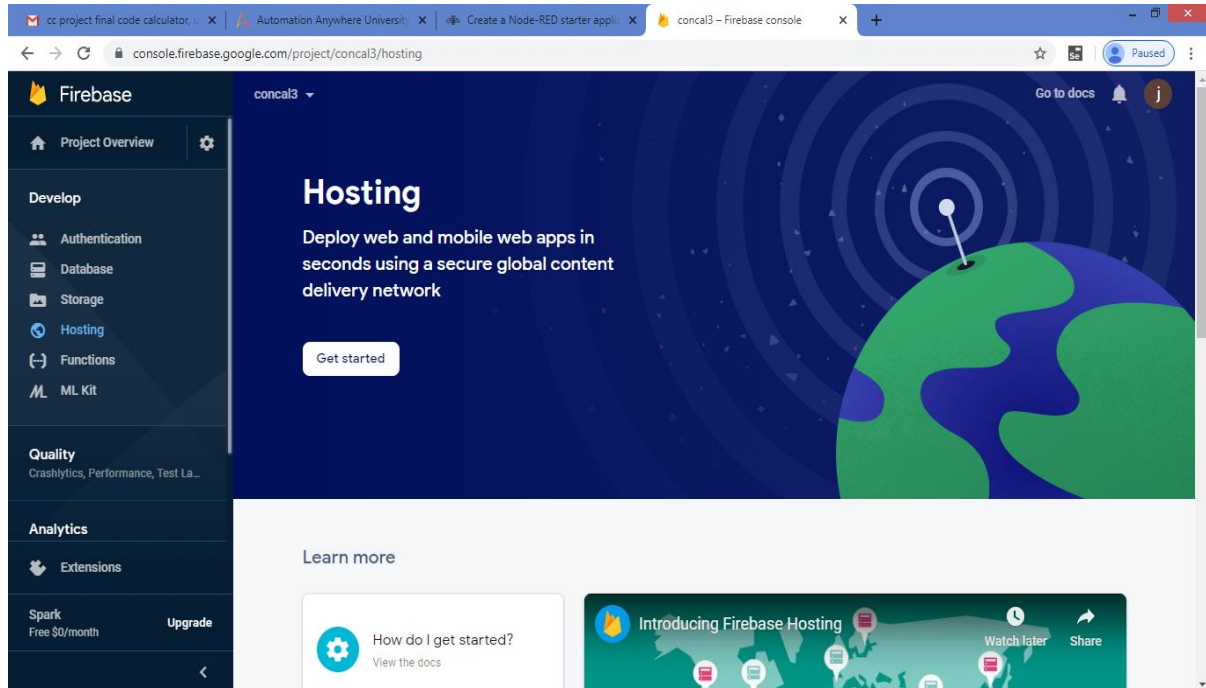 cc project final code calculator, u
Automation Anywhere University
Create a Node-RED starter applic
concal3 – Firebase console
console.firebase.google.com/project/concal3/hosting
Se
Paused
Firebase
concal3
Go to docs
j
Project Overview
Develop
Authentication
Database
Storage
Hosting
Functions
ML Kit
Quality
Crashlytics, Performance, Test La...
Analytics
Extensions
Spark
Free $0/month
Upgrade
Hosting
Deploy web and mobile web apps in
seconds using a secure global content
delivery network
Get started
Learn more
How do I get started?
View the docs
Introducing Firebase Hosting
Watch later
Share